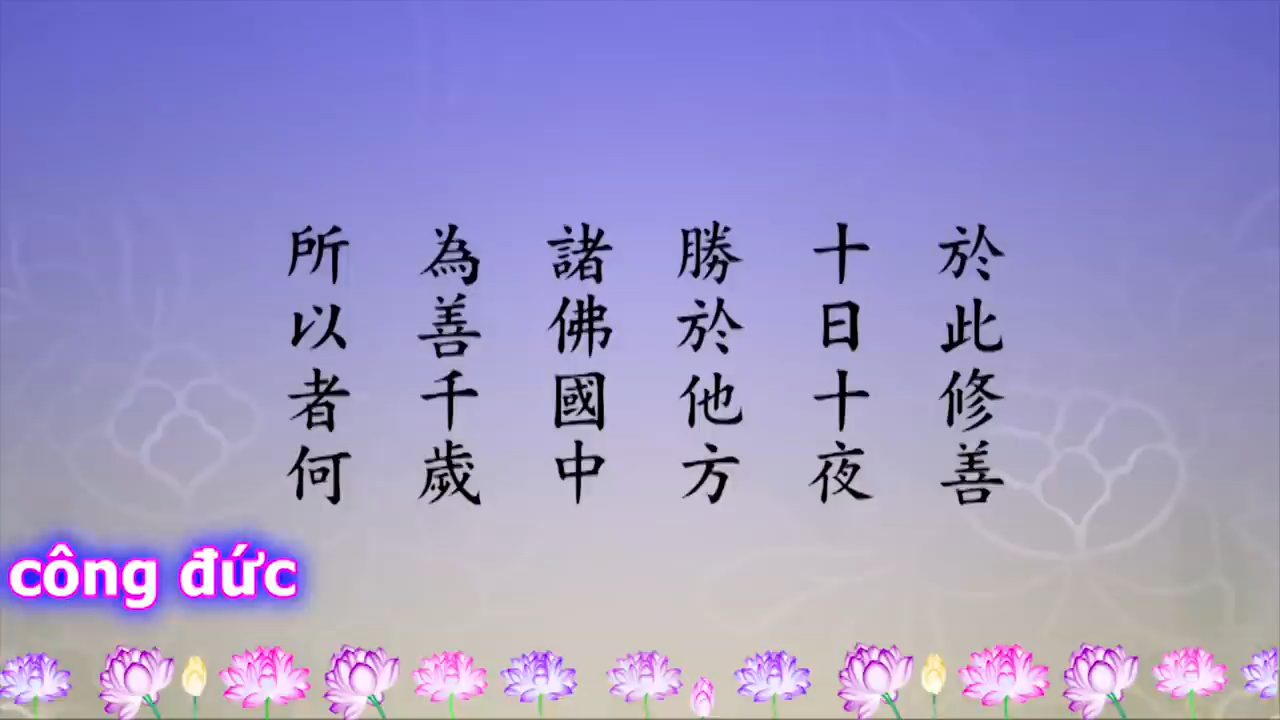 於此修善
十日十夜
勝於他方
諸佛國中
為善千歲
所以者何
công đức